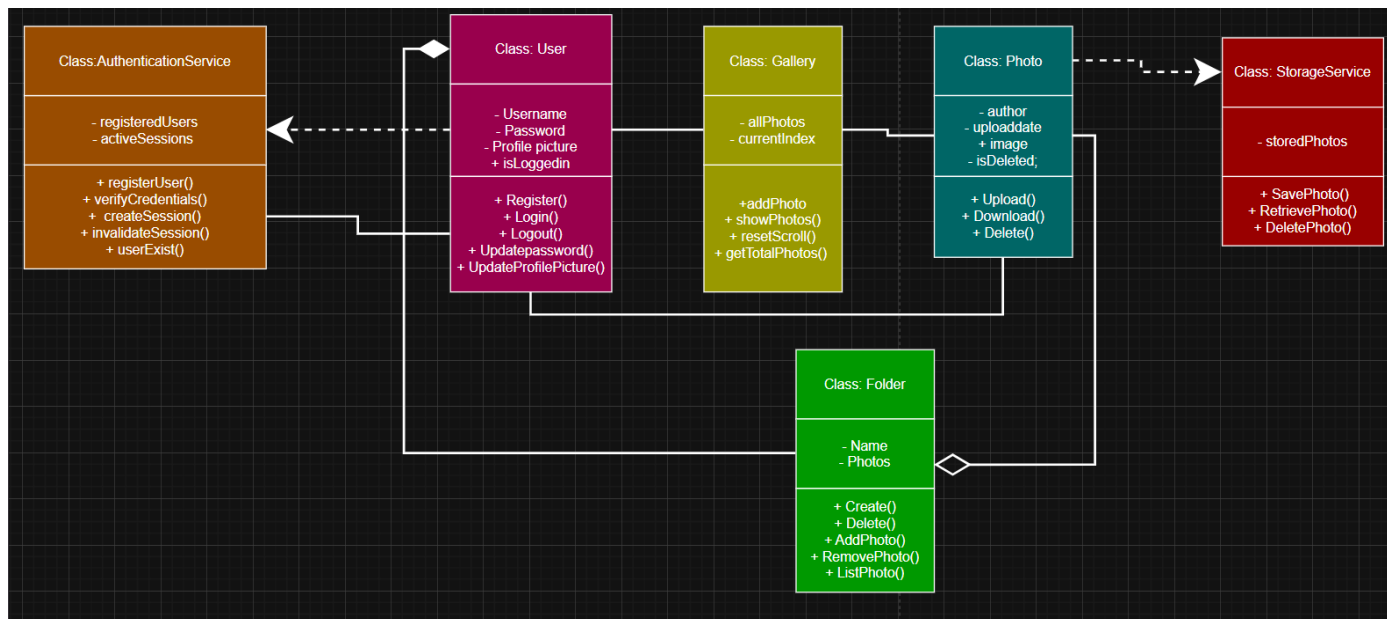 Class:AuthenticationService
- registeredUsers
- activeSessions
+ registerUser()
+ verifyCredentials()
+ createSession()
+ invalidateSession()
+ userExist()
Class: User
- Username
- Password
- Profile picture
+ isLoggedin
+ Register()
+ Login()
+ Logout()
+ Updatepassword()
+ UpdateProfilePicture()
Class: Gallery
- allPhotos
- currentIndex
+addPhoto
+ showPhotos()
+ resetScroll()
+ getTotalPhotos()
Class: Photo
- author
- uploaddate
+ image
- isDeleted;
+ Upload()
+ Download()
+ Delete()
Class: StorageService
- storedPhotos
+ SavePhoto()
+ RetrievePhoto()
+ DeletePhoto()
Class: Folder
- Name
- Photos
+ Create()
+ Delete()
+ AddPhoto()
+ RemovePhoto()
+ ListPhoto()